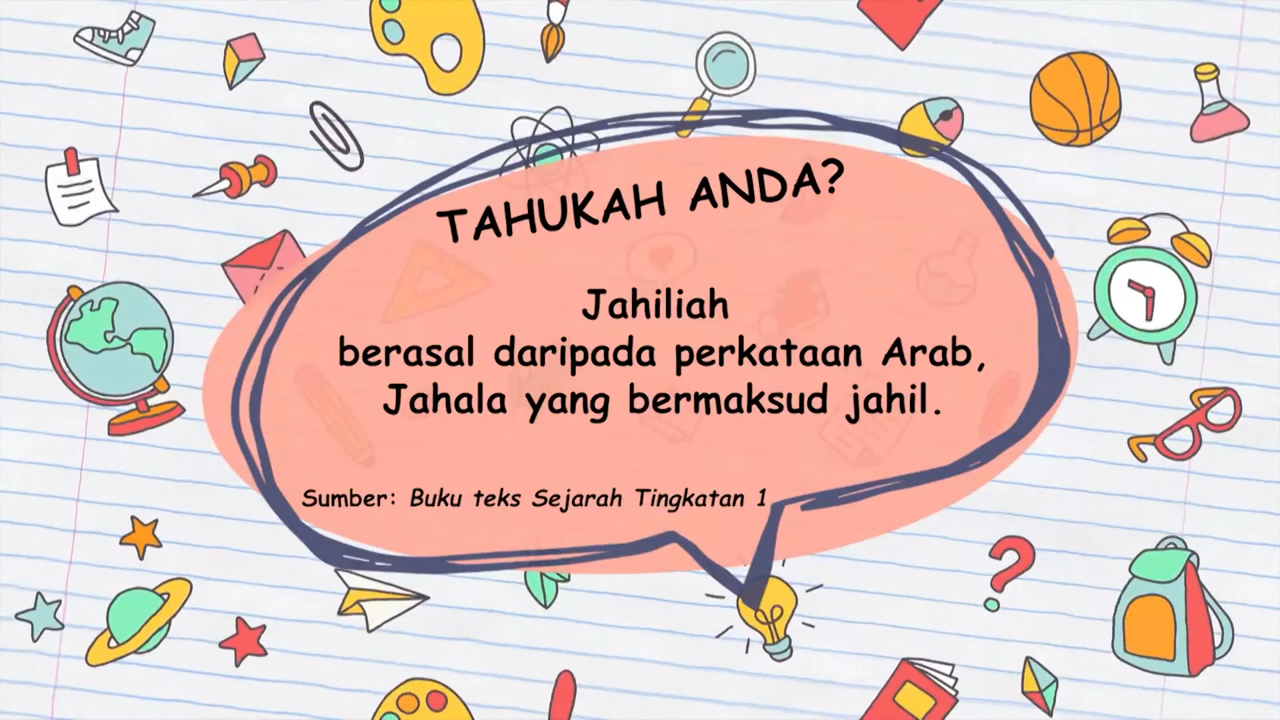 TAHUKAH ANDA?
Jahiliah
berasal daripada perkataan Arab,
Jahala yang bermaksud jahil.
Sumber: Buku teks Sejarah Tingkatan 1